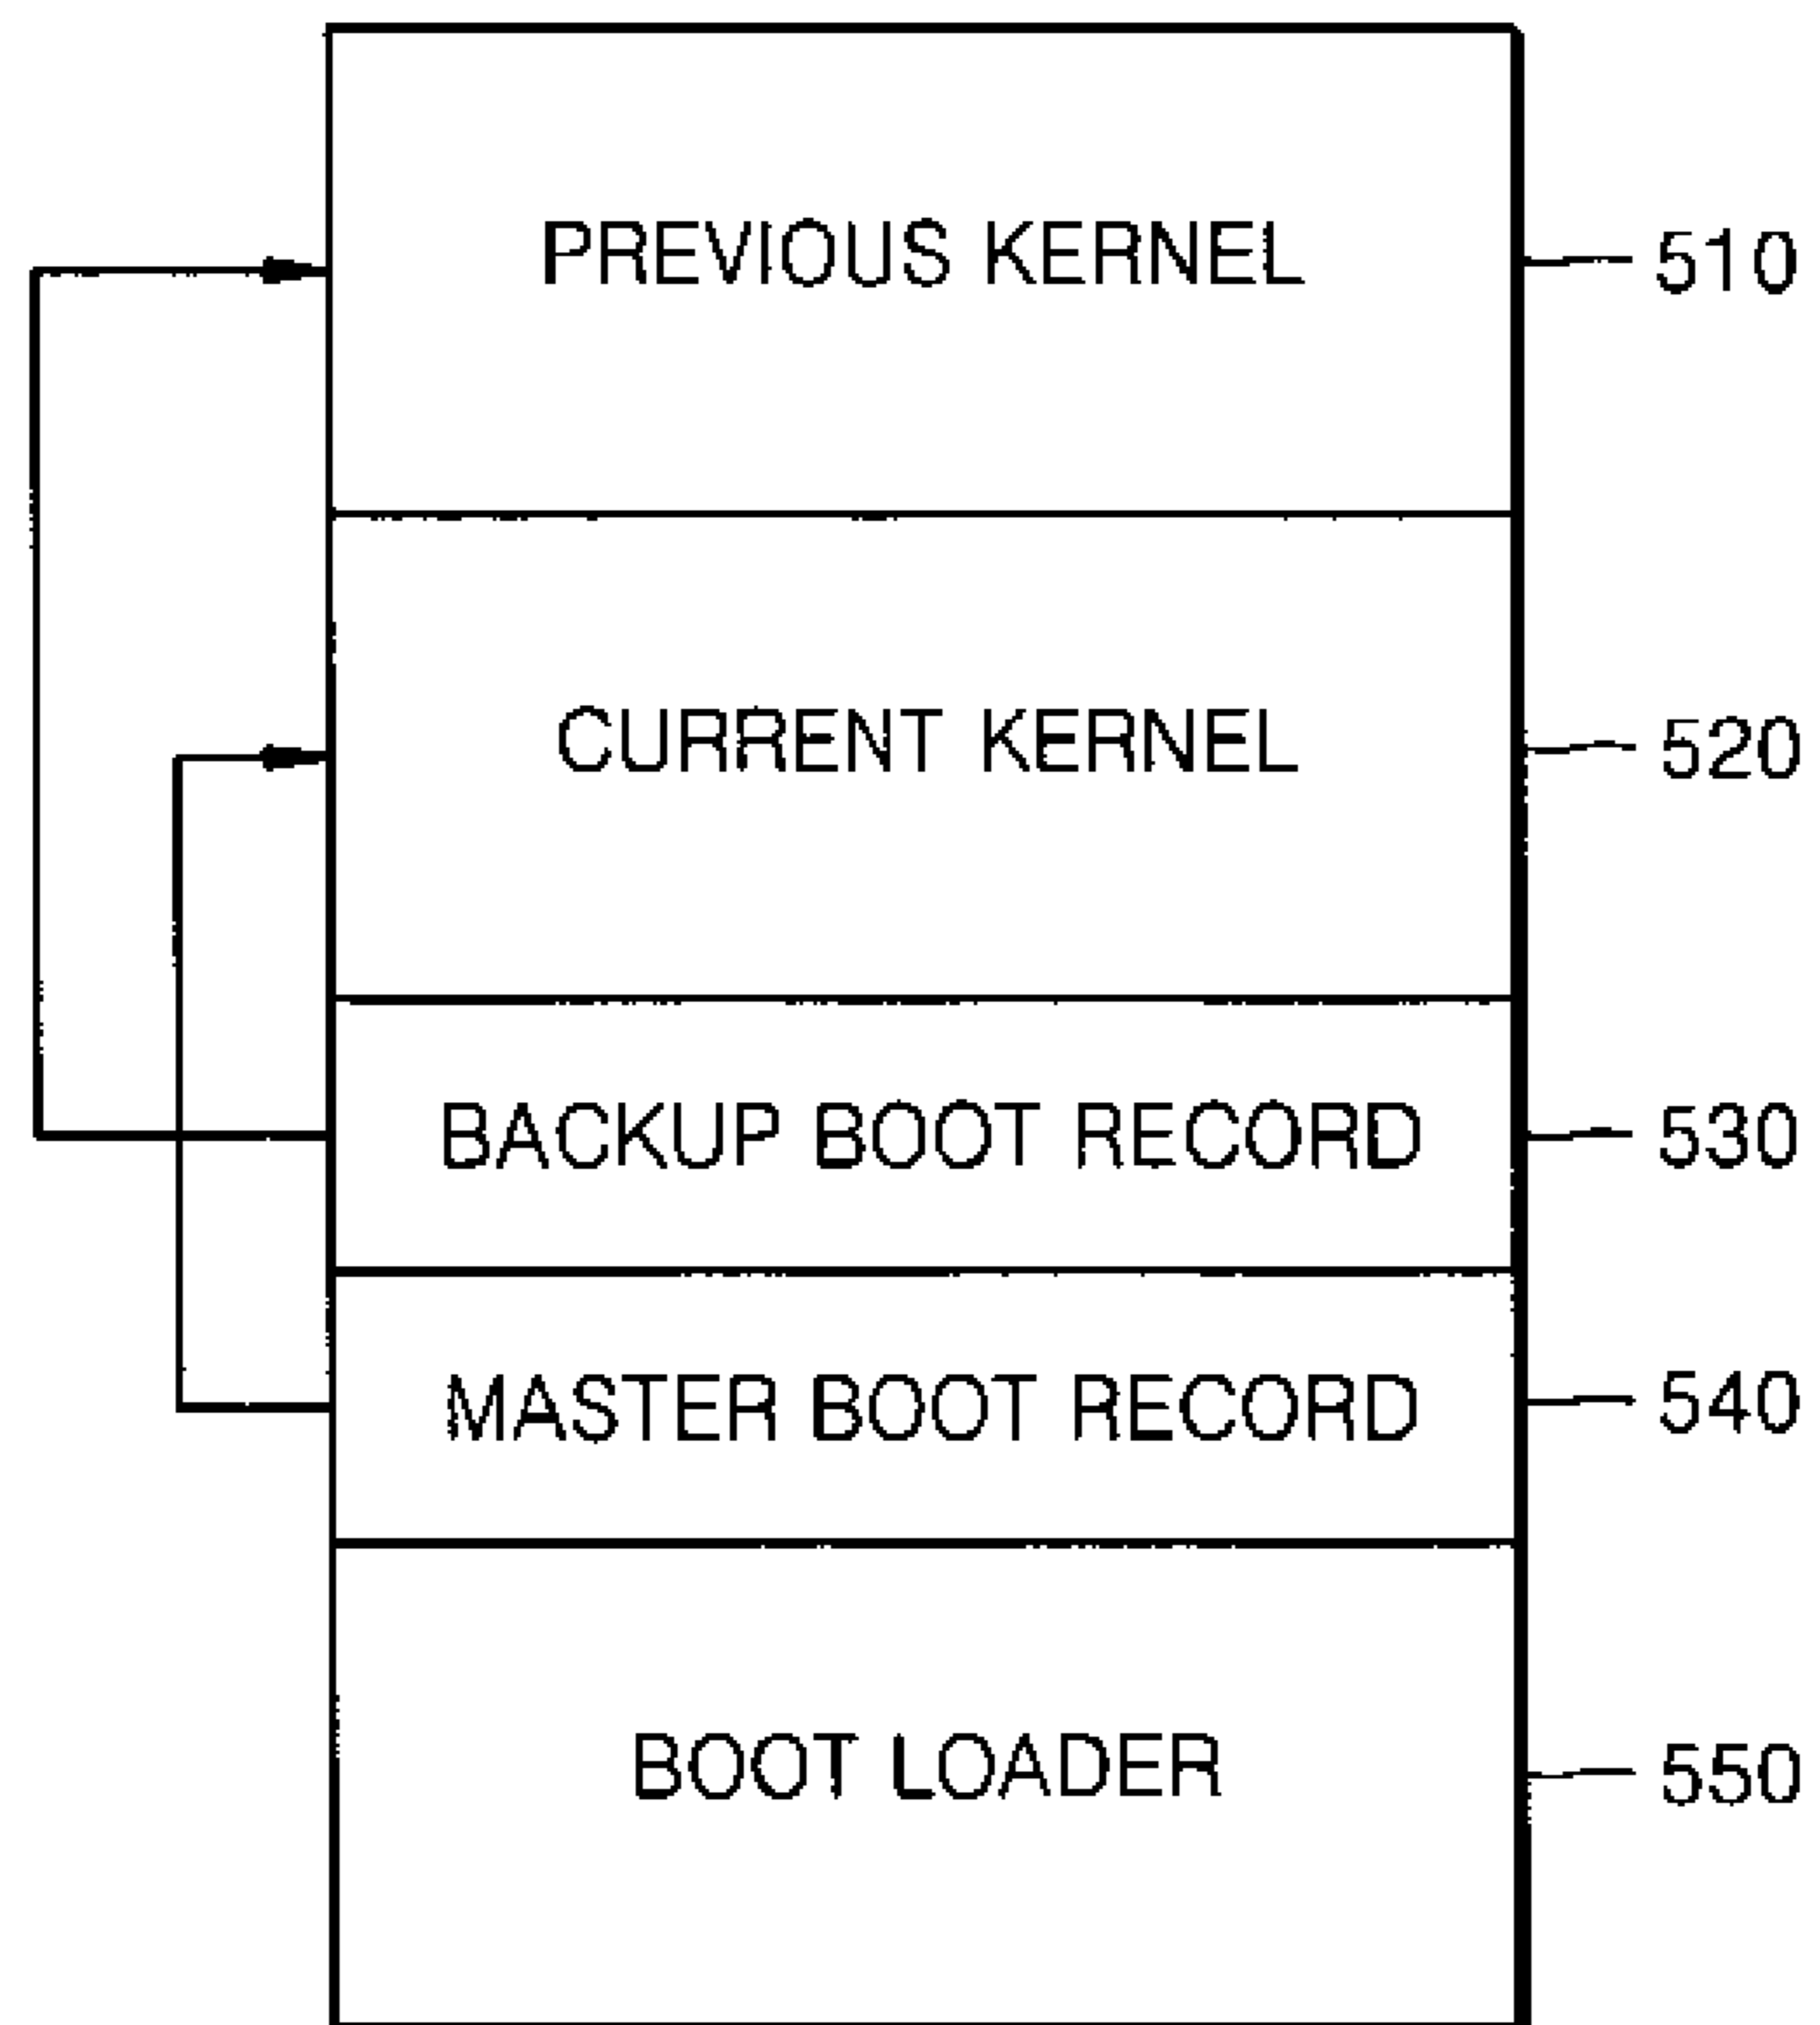 PREVIOUS KERNEL 510
CURRENT KERNEL 520
BACKUP BOOT RECORD 530
MASTER BOOT RECORD 540
BOOT LOADER 550